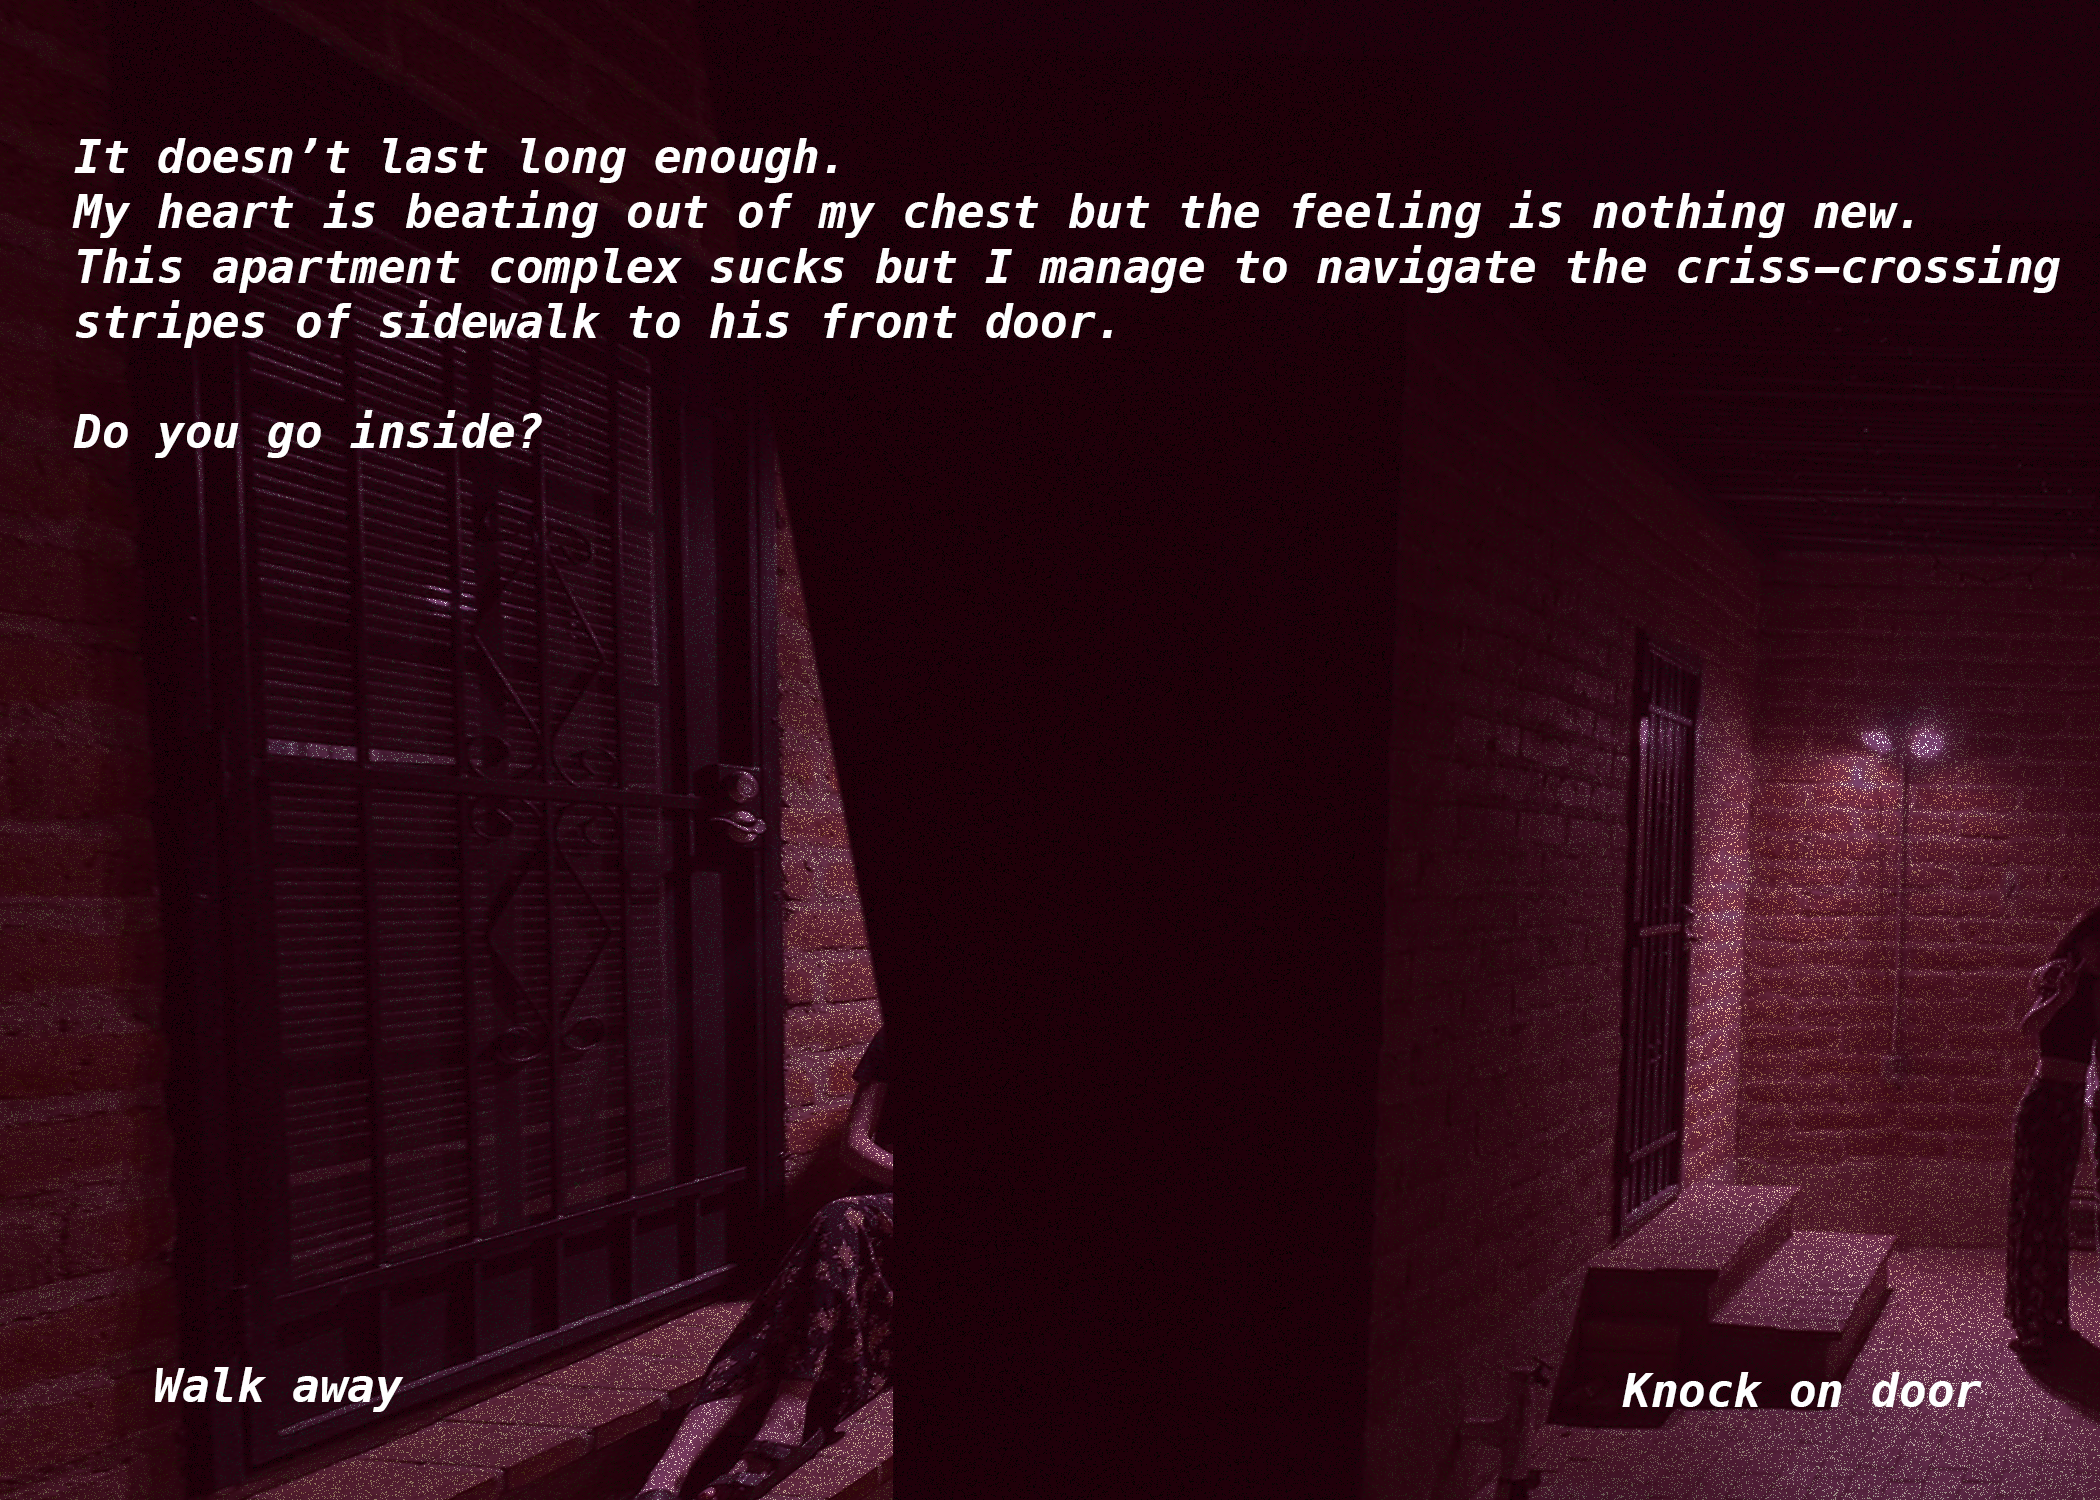 It doesn’t last long enough.
My heart is beating out of my chest but the feeling is nothing new.
This apartment complex sucks but I manage to navigate the criss–crossing
stripes of sidewalk to his front door.
Do you go inside?
Walk away
Knock on door